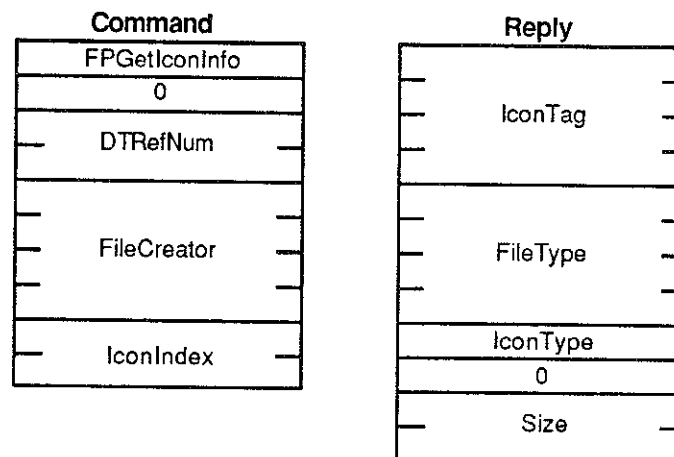 Command
FPGetIconInfo
0
DTRefNum
FileCreator
IconIndex
Reply
IconTag
FileType
IconType
0
Size